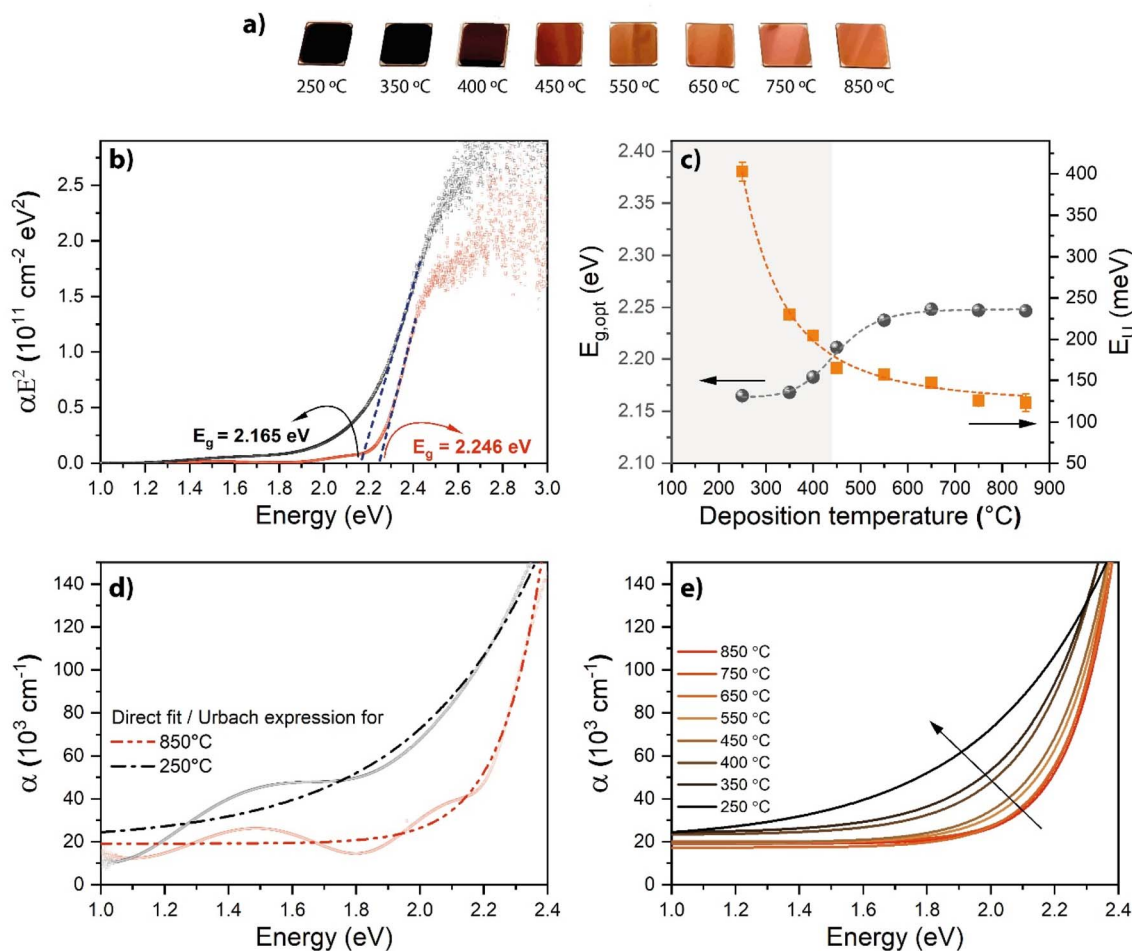 a)
250 ºC 350 ºC 400 ºC 450 ºC 550 ºC 650 ºC 750 ºC 850 ºC
b)
2.5
2.0
1.5
1.0
0.5
0.0
αE² (10¹¹ cm⁻² eV²)
E_g = 2.165 eV
E_g = 2.246 eV
1.0 1.2 1.4 1.6 1.8 2.0 2.2 2.4 2.6 2.8 3.0
Energy (eV)
c)
2.40
2.35
2.30
2.25
2.20
2.15
2.10
E_g,opt (eV)
400
350
300
250
200
150
100
50
E_U (meV)
100 200 300 400 500 600 700 800 900
Deposition temperature (°C)
d)
140
120
100
80
60
40
20
0
α (10³ cm⁻¹)
Direct fit / Urbach expression for
850°C
250°C
1.0 1.2 1.4 1.6 1.8 2.0 2.2 2.4
Energy (eV)
e)
140
120
100
80
60
40
20
0
α (10³ cm⁻¹)
850 °C
750 °C
650 °C
550 °C
450 °C
400 °C
350 °C
250 °C
1.0 1.2 1.4 1.6 1.8 2.0 2.2 2.4
Energy (eV)